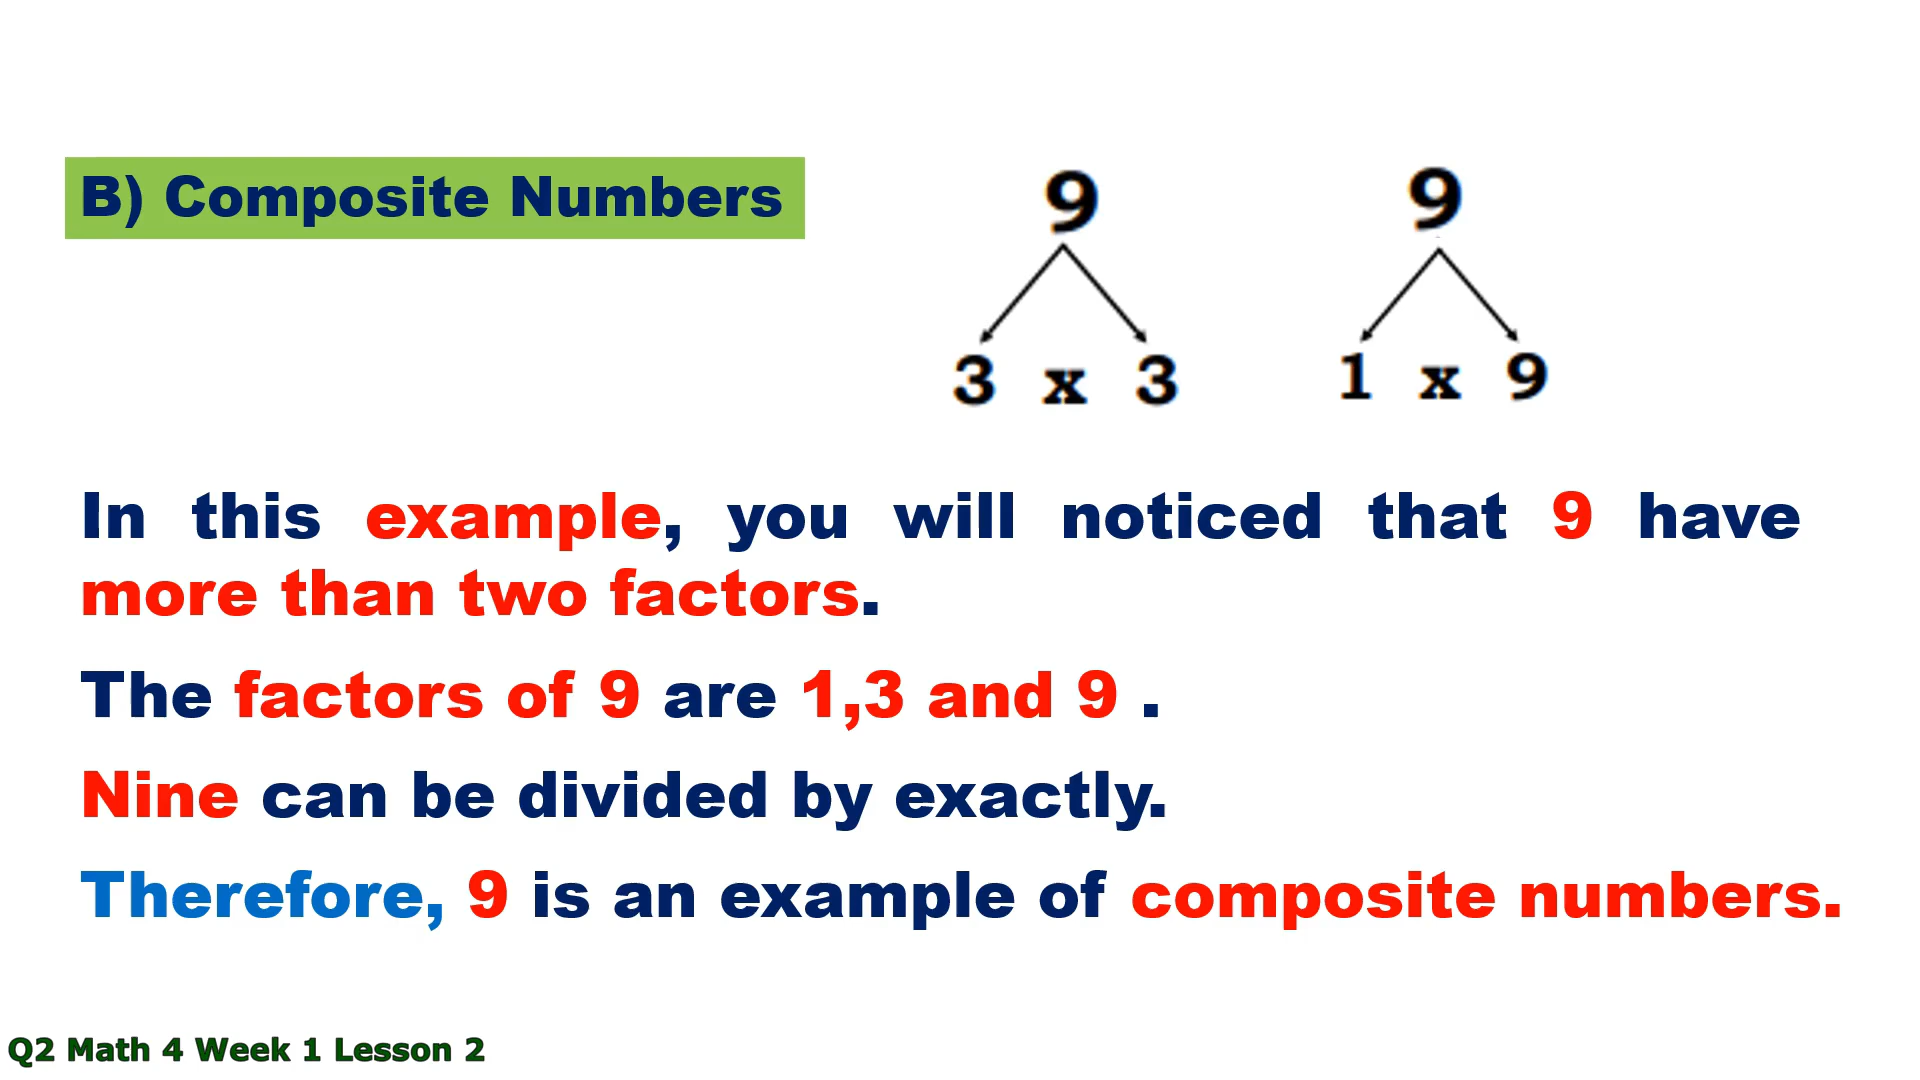 B) Composite Numbers
9 9
3 x 3 1 x 9
In this example, you will noticed that 9 have
more than two factors.
The factors of 9 are 1,3 and 9 .
Nine can be divided by exactly.
Therefore, 9 is an example of composite numbers.
Q2 Math 4 Week 1 Lesson 2